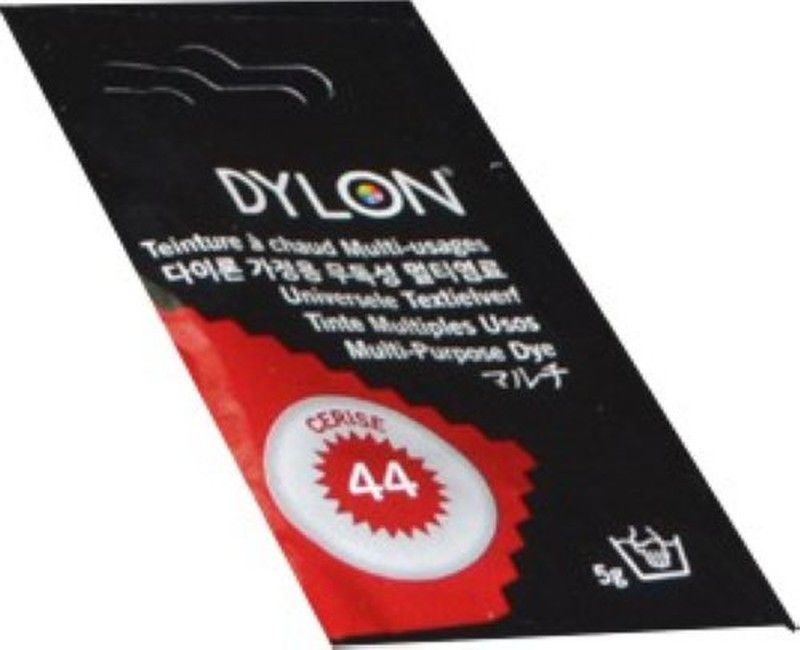 DYLON®
Teinture à chaud Multi-usages
다이론 가정용 무독성 멀티염료
Universele Textielverf
Tinte Multiples Usos
Multi-Purpose Dye
マルチ
CERISE
44
5g